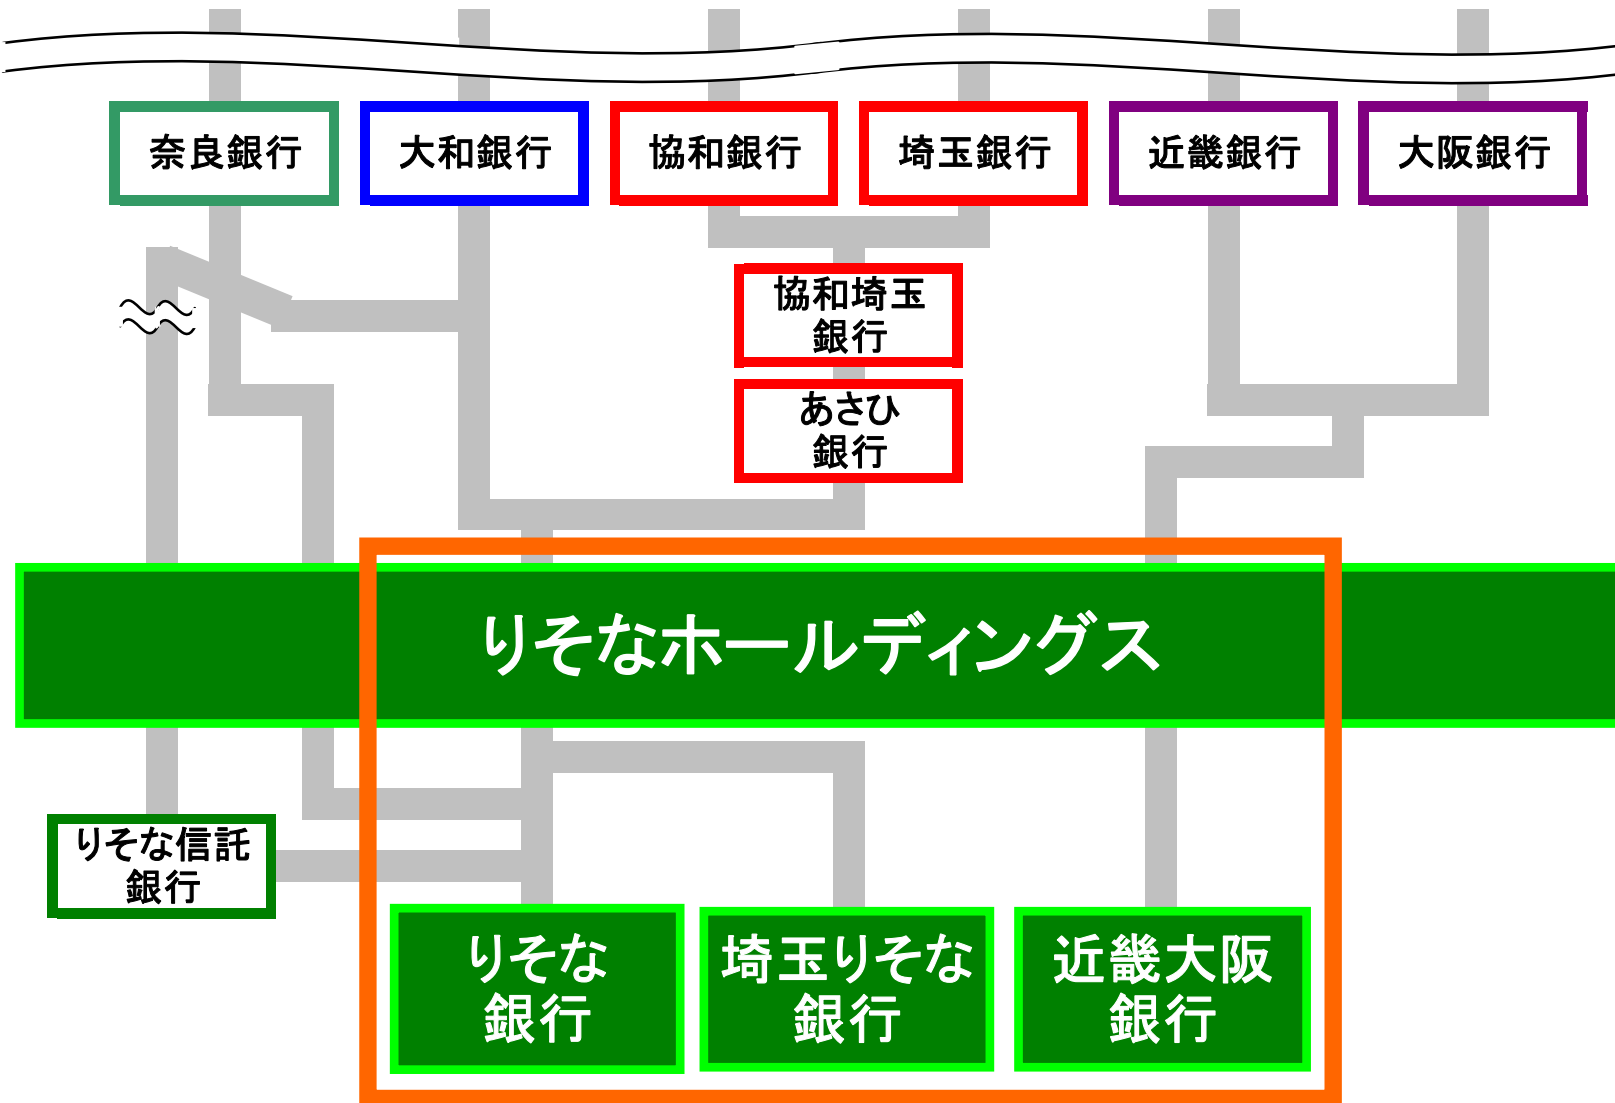 奈良銀行
大和銀行
協和銀行
埼玉銀行
近畿銀行
大阪銀行
協和埼玉
銀行
あさひ
銀行
りそなホールディングス
りそな信託
銀行
りそな
銀行
埼玉りそな
銀行
近畿大阪
銀行